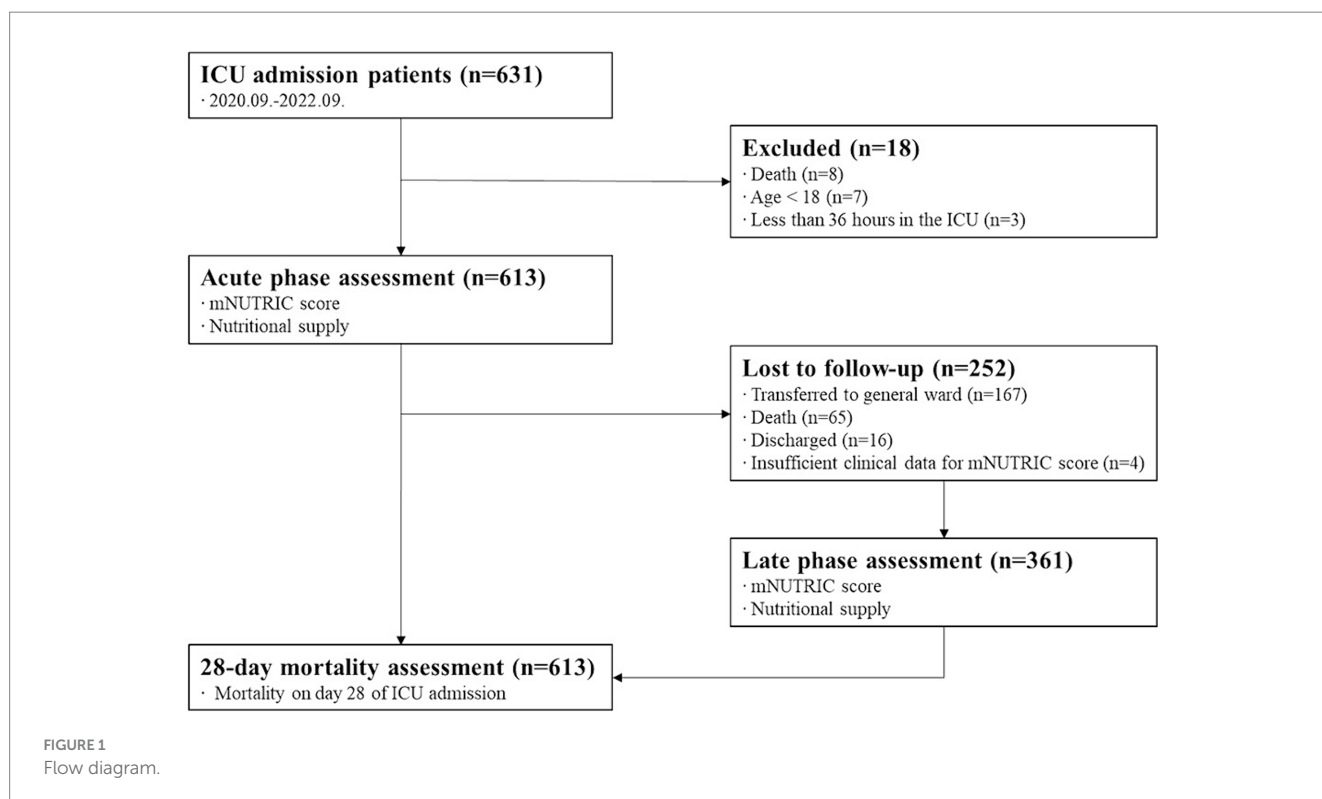 ICU admission patients (n=631)
· 2020.09.-2022.09.
Excluded (n=18)
· Death (n=8)
· Age < 18 (n=7)
· Less than 36 hours in the ICU (n=3)
Acute phase assessment (n=613)
· mNUTRIC score
· Nutritional supply
Lost to follow-up (n=252)
· Transferred to general ward (n=167)
· Death (n=65)
· Discharged (n=16)
· Insufficient clinical data for mNUTRIC score (n=4)
Late phase assessment (n=361)
· mNUTRIC score
· Nutritional supply
28-day mortality assessment (n=613)
· Mortality on day 28 of ICU admission
FIGURE 1
Flow diagram.